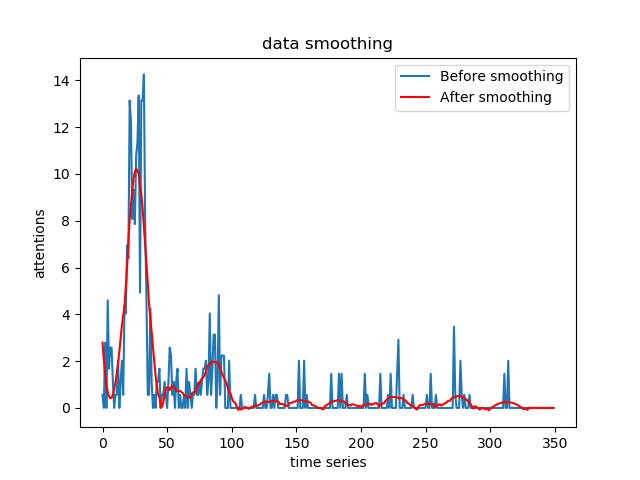 data smoothing
Before smoothing
After smoothing
14
12
10
8
6
4
2
0
attentions
0 50 100 150 200 250 300 350
time series